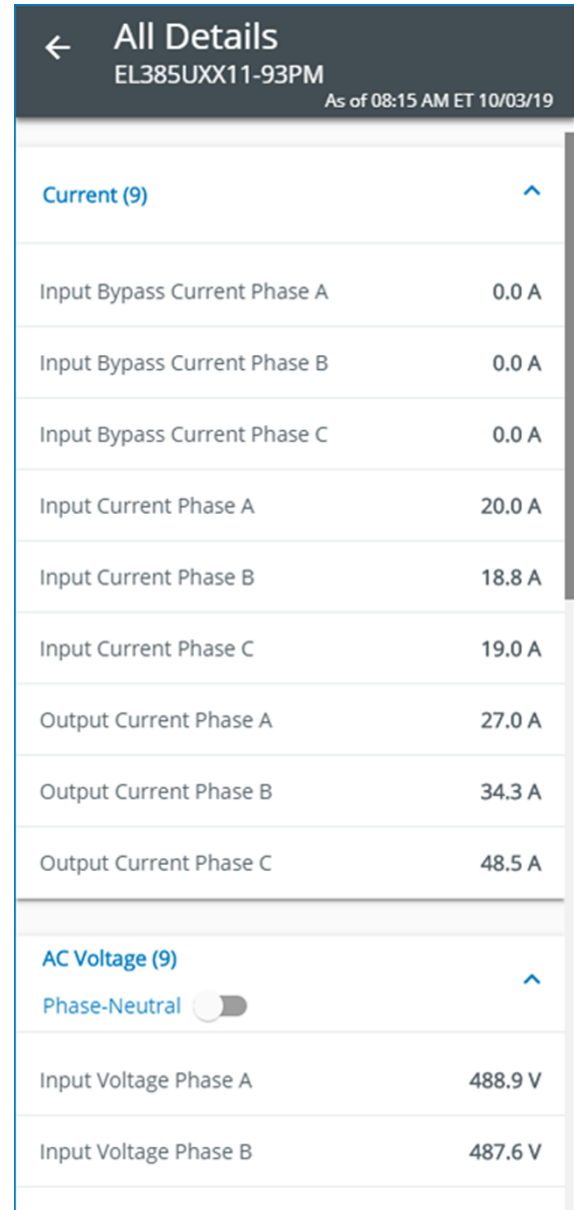 All Details
EL385UXX11-93PM
As of 08:15 AM ET 10/03/19
Current (9)
Input Bypass Current Phase A 0.0 A
Input Bypass Current Phase B 0.0 A
Input Bypass Current Phase C 0.0 A
Input Current Phase A 20.0 A
Input Current Phase B 18.8 A
Input Current Phase C 19.0 A
Output Current Phase A 27.0 A
Output Current Phase B 34.3 A
Output Current Phase C 48.5 A
AC Voltage (9)
Phase-Neutral
Input Voltage Phase A 488.9 V
Input Voltage Phase B 487.6 V